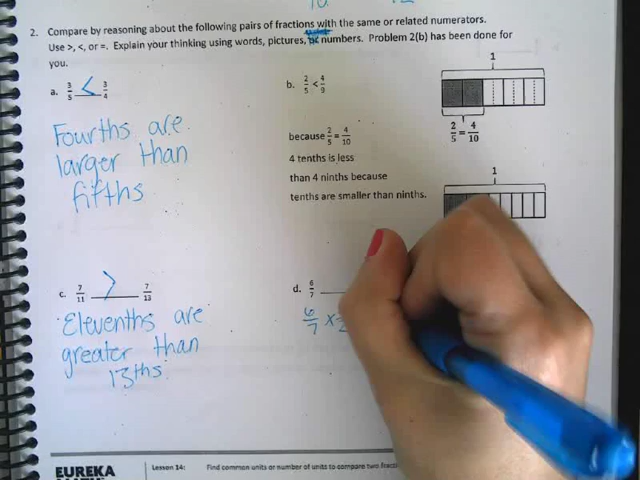 2. Compare by reasoning about the following pairs of fractions with the same or related numerators.
Use >, <, or =. Explain your thinking using words, pictures, or numbers. Problem 2(b) has been done for
you.
a. 3/5 < 3/4
b. 2/5 < 4/9
1
Fourths are
larger than
fifths
because 2/5 = 4/10
4 tenths is less
than 4 ninths because
tenths are smaller than ninths.
2/5 = 4/10
1
c. 7/11 > 7/13
d. 6/7
Elevenths are
greater than
13ths
6/7 x 2
EUREKA
Lesson 14: Find common units or number of units to compare two